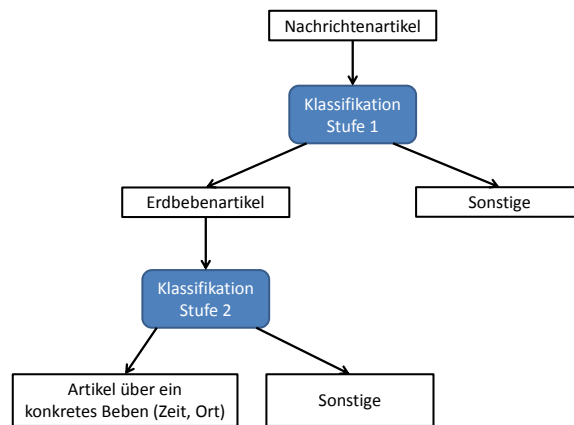 Nachrichtenartikel
Klassifikation
Stufe 1
Erdbebenartikel
Sonstige
Klassifikation
Stufe 2
Artikel über ein
konkretes Beben (Zeit, Ort)
Sonstige